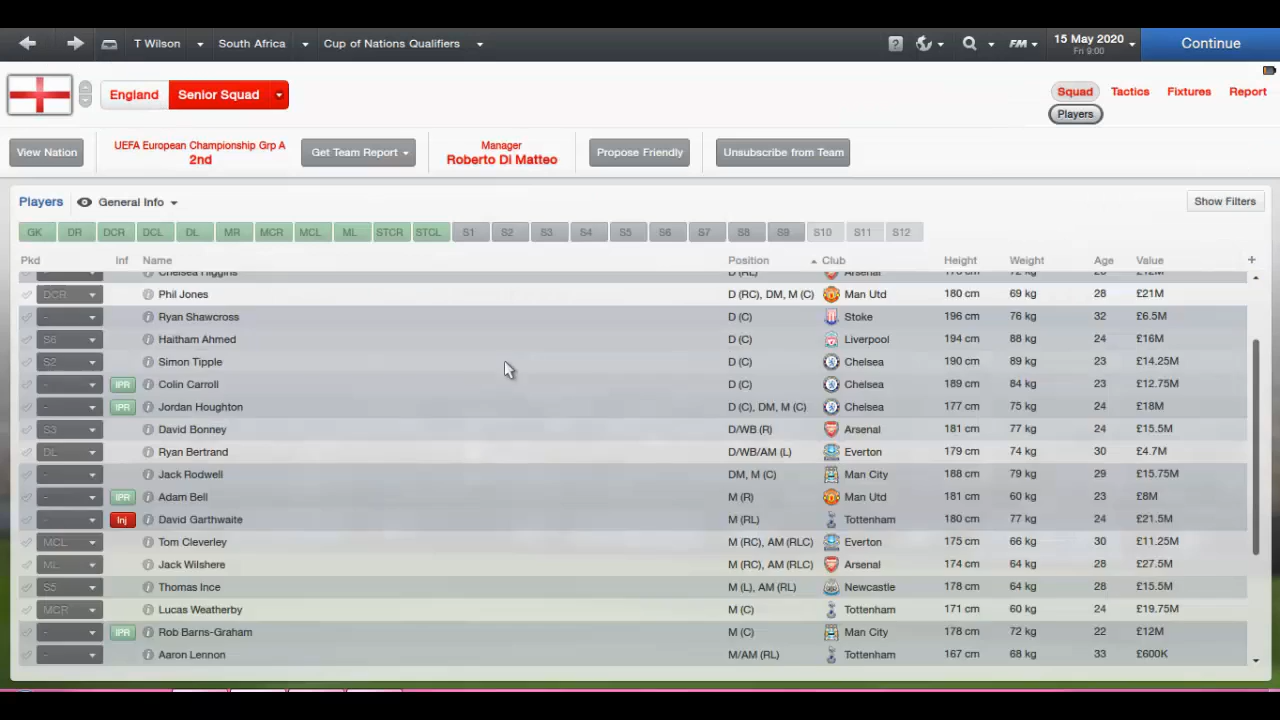 T Wilson South Africa Cup of Nations Qualifiers ? FM 15 May 2020 Fri 9:00 Continue
England Senior Squad Squad Tactics Fixtures Report
Players
View Nation UEFA European Championship Grp A 2nd Get Team Report Manager Roberto Di Matteo Propose Friendly Unsubscribe from Team
Players General Info Show Filters
GK DR DCR DCL DL MR MCR MCL ML STCR STCL S1 S2 S3 S4 S5 S6 S7 S8 S9 S10 S11 S12
Pkd Inf Name Position Club Height Weight Age Value +
- Chelsea Higgins D (RL) Arsenal £12M
DCR Phil Jones D (RC), DM, M (C) Man Utd 180 cm 69 kg 28 £21M
- Ryan Shawcross D (C) Stoke 196 cm 76 kg 32 £6.5M
S6 Haitham Ahmed D (C) Liverpool 194 cm 88 kg 24 £16M
S2 Simon Tipple D (C) Chelsea 190 cm 89 kg 23 £14.25M
- IPR Colin Carroll D (C) Chelsea 189 cm 84 kg 23 £12.75M
- IPR Jordan Houghton D (C), DM, M (C) Chelsea 177 cm 75 kg 24 £18M
S3 David Bonney D/WB (R) Arsenal 181 cm 77 kg 24 £15.5M
DL Ryan Bertrand D/WB/AM (L) Everton 179 cm 74 kg 30 £4.7M
- Jack Rodwell DM, M (C) Man City 188 cm 79 kg 29 £15.75M
- IPR Adam Bell M (R) Man Utd 181 cm 60 kg 23 £8M
- Inj David Garthwaite M (RL) Tottenham 180 cm 77 kg 24 £21.5M
MCL Tom Cleverley M (RC), AM (RLC) Everton 175 cm 66 kg 30 £11.25M
ML Jack Wilshere M (RC), AM (RLC) Arsenal 174 cm 64 kg 28 £27.5M
S5 Thomas Ince M (L), AM (RL) Newcastle 178 cm 64 kg 28 £15.5M
MCR Lucas Weatherby M (C) Tottenham 171 cm 60 kg 24 £19.75M
- IPR Rob Barns-Graham M (C) Man City 178 cm 72 kg 22 £12M
- Aaron Lennon M/AM (RL) Tottenham 167 cm 68 kg 33 £600K